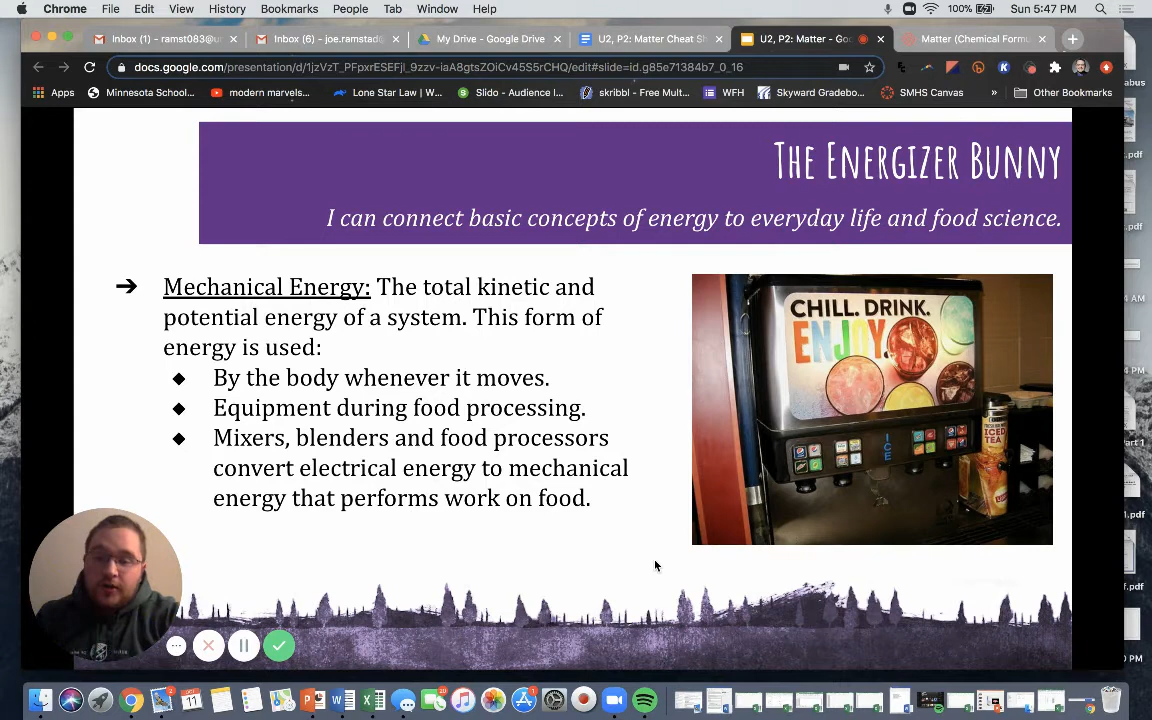 Chrome File Edit View History Bookmarks People Tab Window Help 100% Sun 5:47 PM
Inbox (1) - ramst083@u Inbox (6) - joe.ramstad@ My Drive - Google Drive U2, P2: Matter Cheat Sh U2, P2: Matter - Go Matter (Chemical Formu
docs.google.com/presentation/d/1jzVzT_PFpxrESEFjl_9zzv-iaA8gtsZOiCv45S5rCHQ/edit#slide=id.g85e71384b7_0_16
Apps Minnesota School... modern marvels... Lone Star Law | W... Slido - Audience I... skribbl - Free Mult... WFH Skyward Gradebo... SMHS Canvas » Other Bookmarks
THE ENERGIZER BUNNY
I can connect basic concepts of energy to everyday life and food science.
➔ Mechanical Energy: The total kinetic and
potential energy of a system. This form of
energy is used:
◆ By the body whenever it moves.
◆ Equipment during food processing.
◆ Mixers, blenders and food processors
convert electrical energy to mechanical
energy that performs work on food.
CHILL. DRINK.
ENJOY.
ICE
ICED
TEA